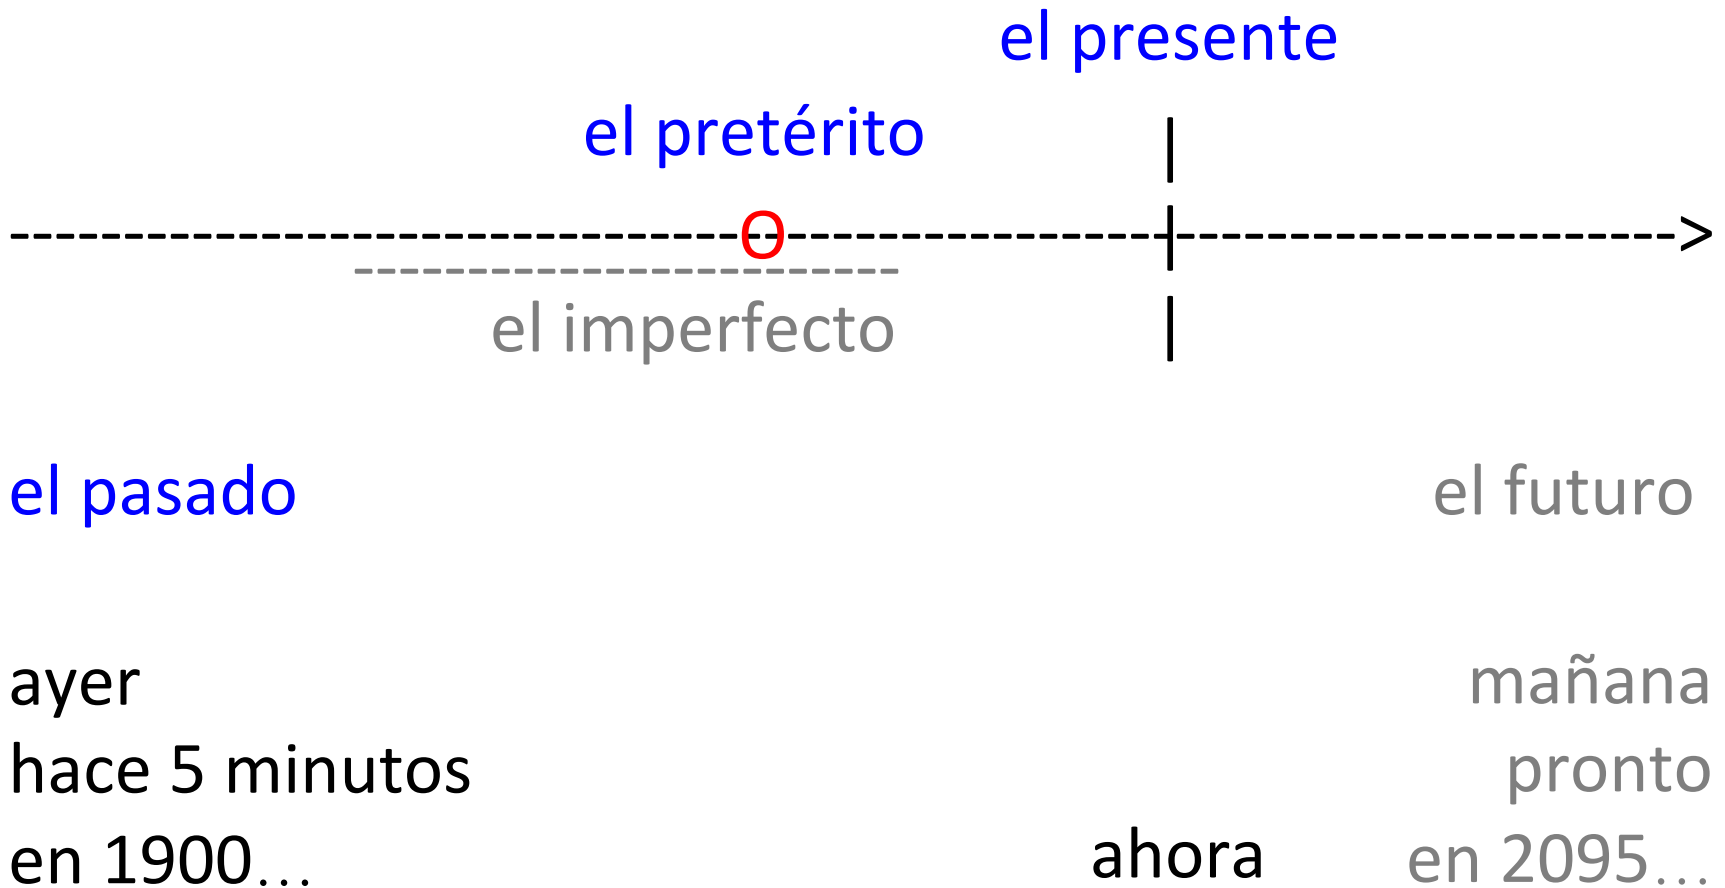 el presente
el pretérito
|
------------------------O---------------------|---------------------->
------------------------
el imperfecto
|
el pasado el futuro
ayer mañana
hace 5 minutos pronto
en 1900… ahora en 2095…